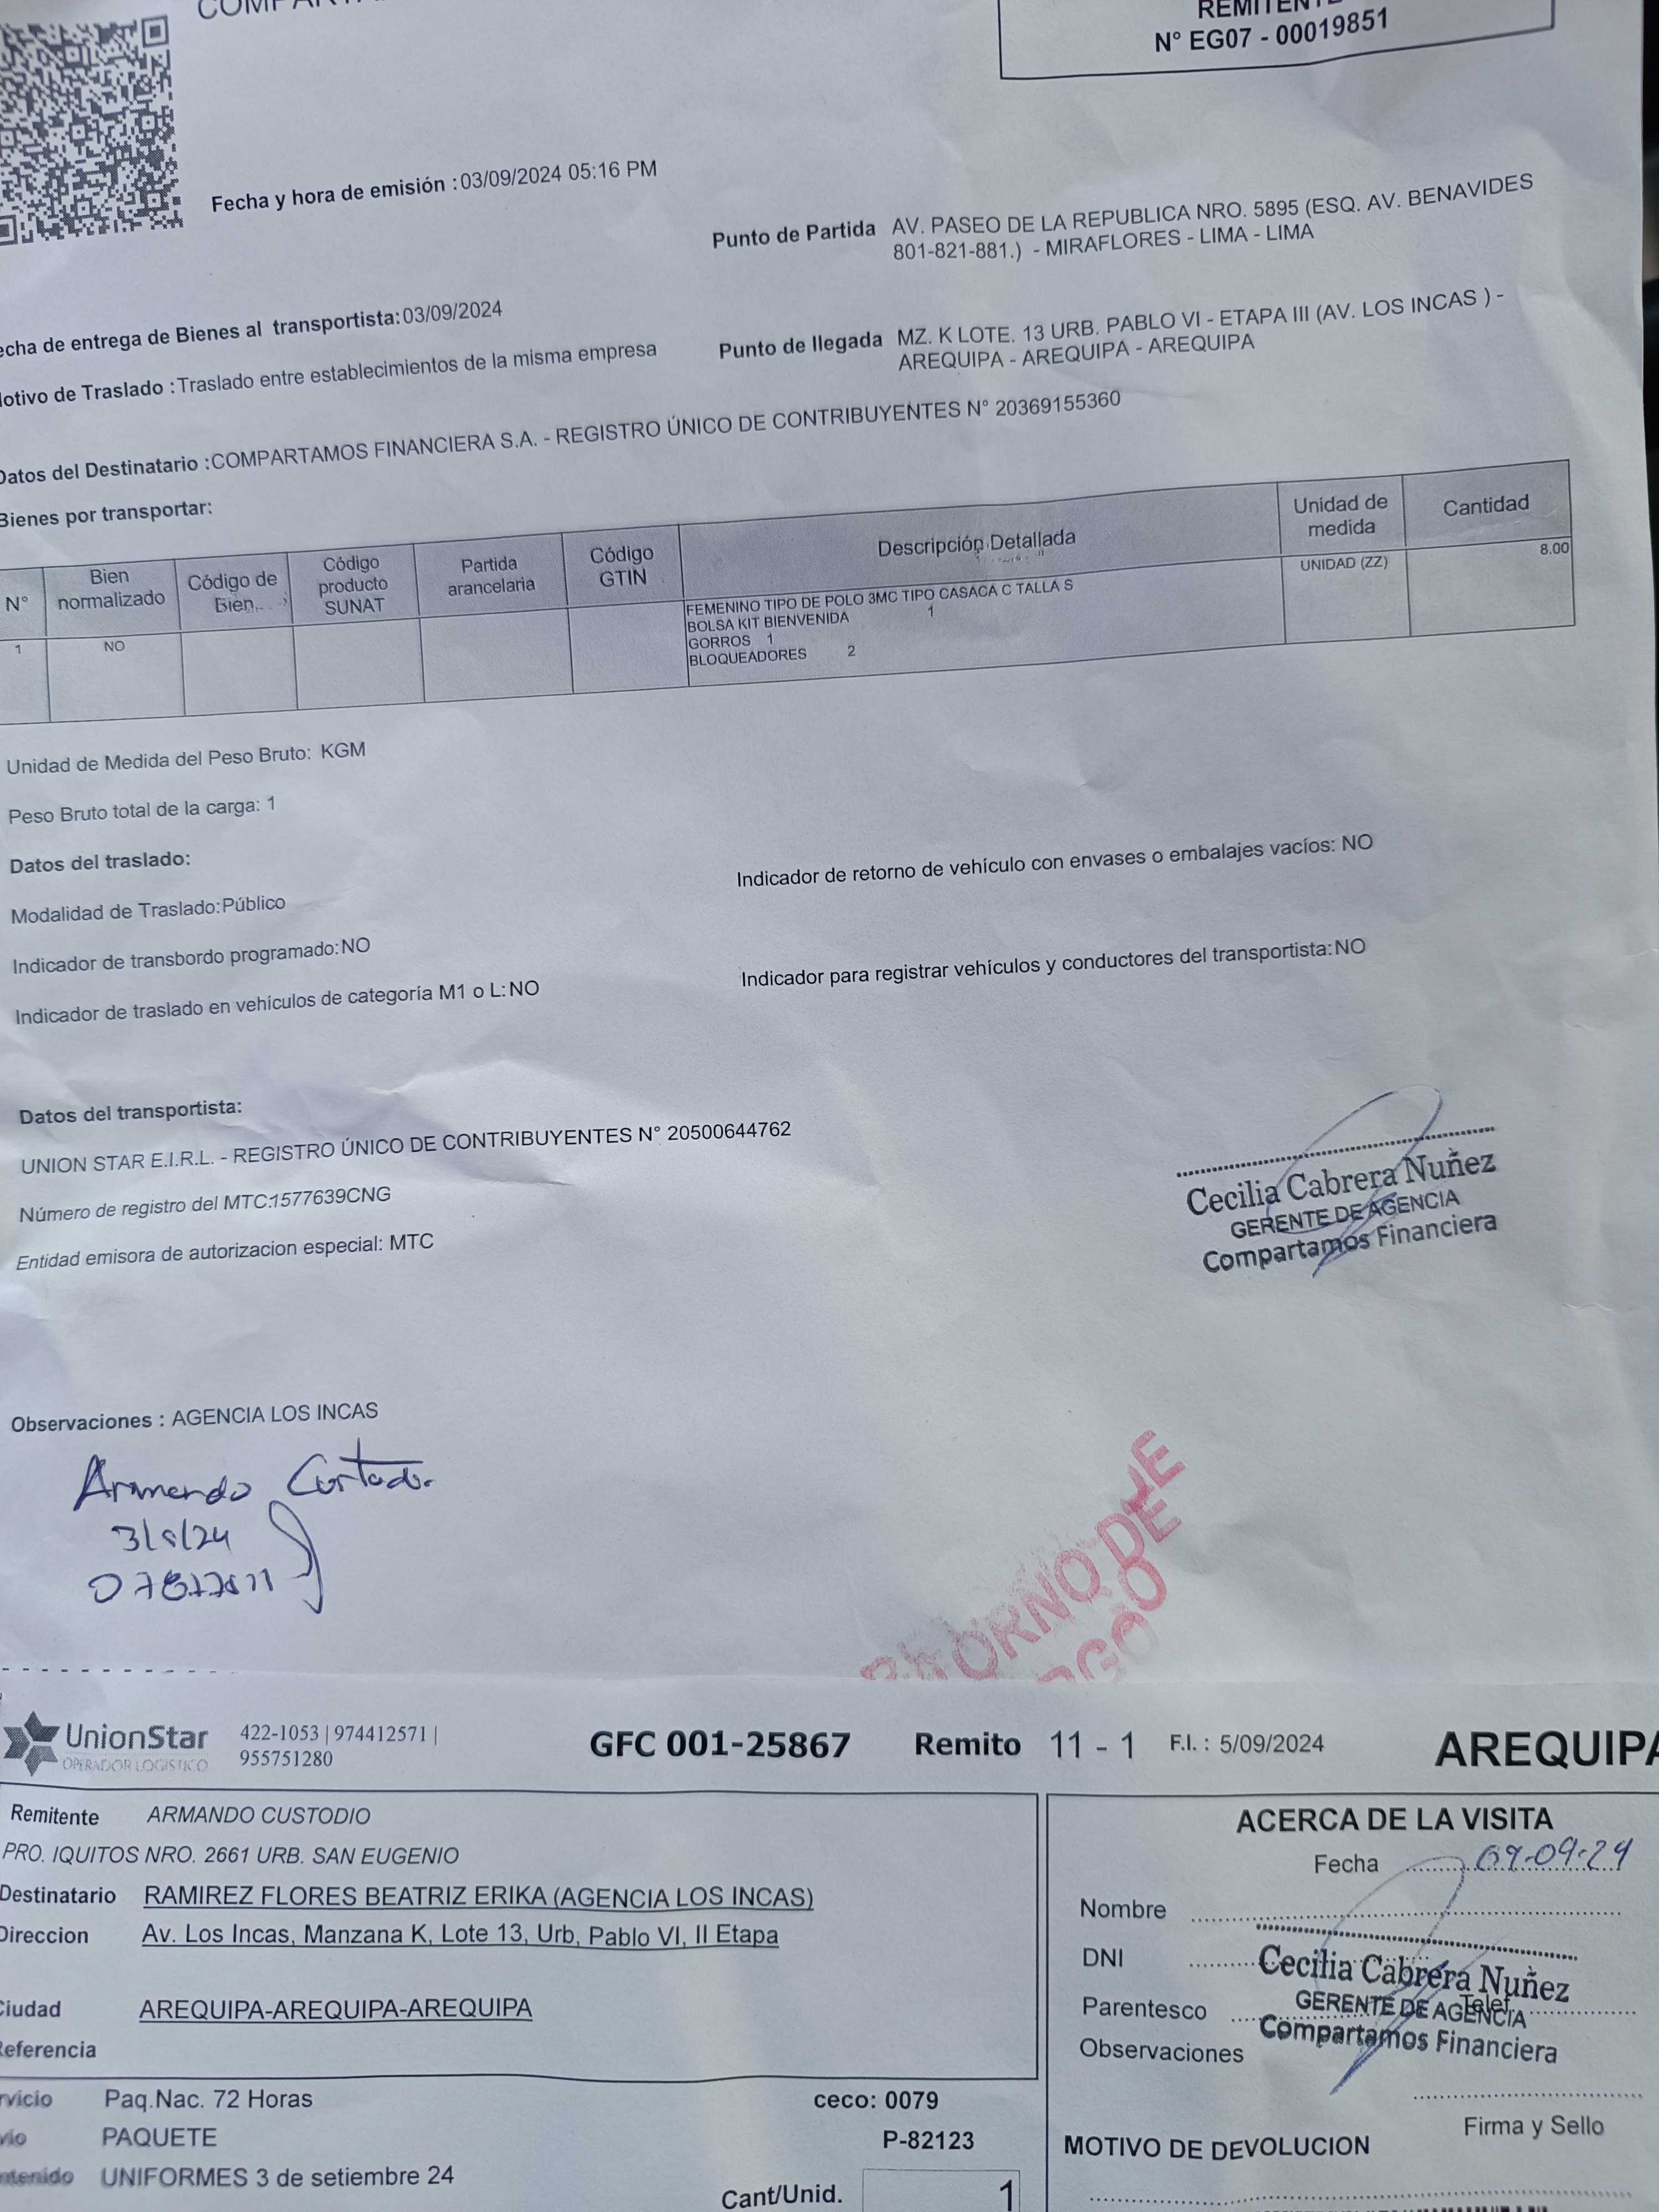 REMITENTE
N° EG07 - 00019851
Fecha y hora de emisión :03/09/2024 05:16 PM
Punto de Partida AV. PASEO DE LA REPUBLICA NRO. 5895 (ESQ. AV. BENAVIDES
801-821-881.) - MIRAFLORES - LIMA - LIMA
echa de entrega de Bienes al transportista:03/09/2024
Punto de llegada MZ. K LOTE. 13 URB. PABLO VI - ETAPA III (AV. LOS INCAS ) -
AREQUIPA - AREQUIPA - AREQUIPA
otivo de Traslado :Traslado entre establecimientos de la misma empresa
Datos del Destinatario :COMPARTAMOS FINANCIERA S.A. - REGISTRO ÚNICO DE CONTRIBUYENTES N° 20369155360
Bienes por transportar:
N° Bien normalizado Código de Bien Código producto SUNAT Partida arancelaria Código GTIN Descripción Detallada Unidad de medida Cantidad
1 NO FEMENINO TIPO DE POLO 3MC TIPO CASACA C TALLA S UNIDAD (ZZ) 8.00
BOLSA KIT BIENVENIDA 1
GORROS 1
BLOQUEADORES 2
Unidad de Medida del Peso Bruto: KGM
Peso Bruto total de la carga: 1
Datos del traslado:
Indicador de retorno de vehículo con envases o embalajes vacíos: NO
Modalidad de Traslado:Público
Indicador de transbordo programado:NO
Indicador para registrar vehículos y conductores del transportista:NO
Indicador de traslado en vehículos de categoría M1 o L:NO
Datos del transportista:
UNION STAR E.I.R.L. - REGISTRO ÚNICO DE CONTRIBUYENTES N° 20500644762
Número de registro del MTC:1577639CNG
Entidad emisora de autorizacion especial: MTC
Cecilia Cabrera Nuñez
GERENTE DE AGENCIA
Compartamos Financiera
Observaciones : AGENCIA LOS INCAS
Armando
UnionStar
OPERADOR LOGISTICO
422-1053 | 974412571 |
955751280
GFC 001-25867 Remito 11 - 1 F.I. : 5/09/2024 AREQUIPA
Remitente ARMANDO CUSTODIO
PRO. IQUITOS NRO. 2661 URB. SAN EUGENIO
Destinatario RAMIREZ FLORES BEATRIZ ERIKA (AGENCIA LOS INCAS)
Direccion Av. Los Incas, Manzana K, Lote 13, Urb, Pablo VI, II Etapa
Ciudad AREQUIPA-AREQUIPA-AREQUIPA
Referencia
rvicio Paq.Nac. 72 Horas ceco: 0079
vio PAQUETE P-82123
ntenido UNIFORMES 3 de setiembre 24
Cant/Unid. 1
ACERCA DE LA VISITA
Fecha
Nombre
DNI
Cecilia Cabrera Nuñez
Parentesco GERENTE DE AGENCIA Telef.
Compartamos Financiera
Observaciones
Firma y Sello
MOTIVO DE DEVOLUCION